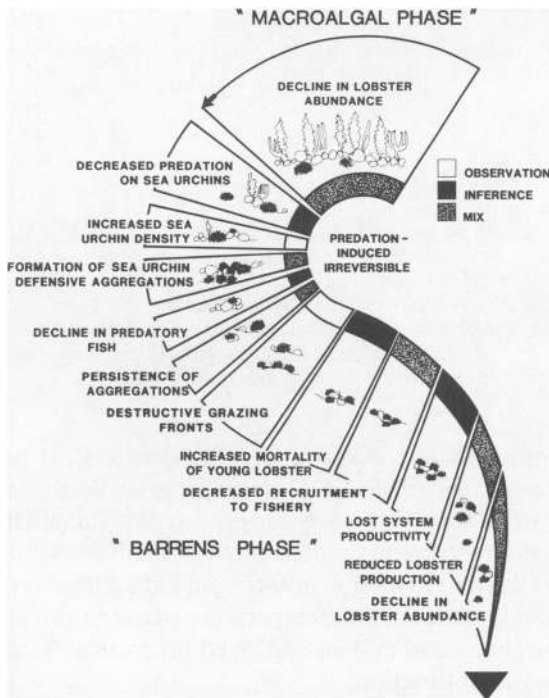 " MACROALGAL PHASE"
DECLINE IN LOBSTER
ABUNDANCE
DECREASED PREDATION
ON SEA URCHINS
INCREASED SEA
URCHIN DENSITY
FORMATION OF SEA URCHIN
DEFENSIVE AGGREGATIONS
DECLINE IN PREDATORY
FISH
PERSISTENCE OF
AGGREGATIONS
DESTRUCTIVE GRAZING
FRONTS
INCREASED MORTALITY
OF YOUNG LOBSTER
DECREASED RECRUITMENT
TO FISHERY
LOST SYSTEM
PRODUCTIVITY
REDUCED LOBSTER
PRODUCTION
DECLINE IN
LOBSTER ABUNDANCE
OBSERVATION
INFERENCE
MIX
PREDATION-
INDUCED
IRREVERSIBLE
" BARRENS PHASE"